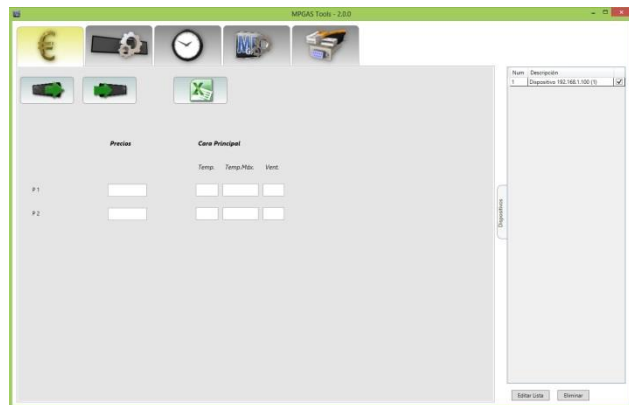 MPGAS Tools - 2.0.0
Num Descripción
1 Dispositivo 192.168.1.100 (1)
Precios Cara Principal
Temp. Temp.Máx. Vent.
P 1
P 2
Dispositivos
Editar Lista Eliminar